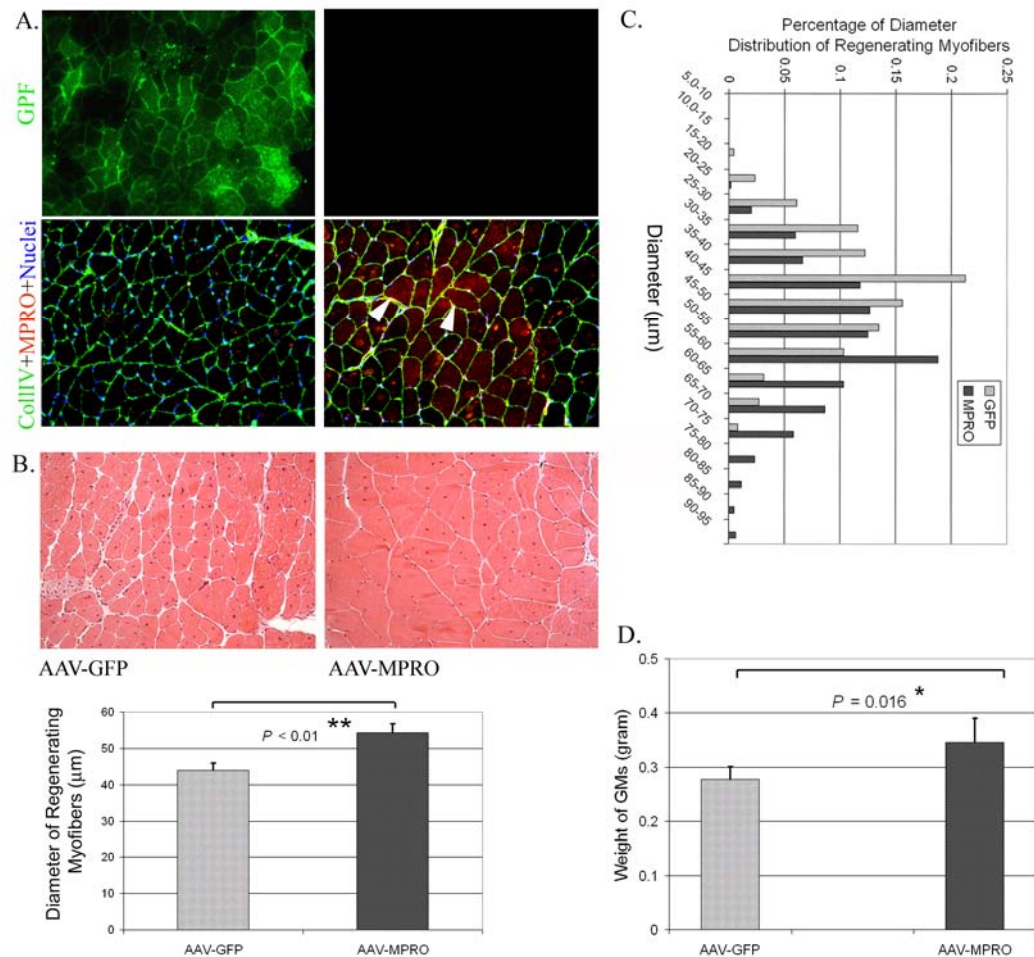 A.
GPF
CollIV+MPRO+Nuclei
B.
AAV-GFP
AAV-MPRO
Diameter of Regenerating
Myofibers (μm)
60
50
40
30
20
10
0
P < 0.01
**
AAV-GFP
AAV-MPRO
C.
Percentage of Diameter
Distribution of Regenerating Myofibers
0
0.05
0.1
0.15
0.2
0.25
5.0-10
10.0-15
15-20
20-25
25-30
30-35
35-40
40-45
45-50
50-55
55-60
60-65
65-70
70-75
75-80
80-85
85-90
90-95
Diameter (μm)
GFP
MPRO
D.
Weight of GMs (gram)
0.5
0.4
0.3
0.2
0.1
0
P = 0.016
*
AAV-GFP
AAV-MPRO